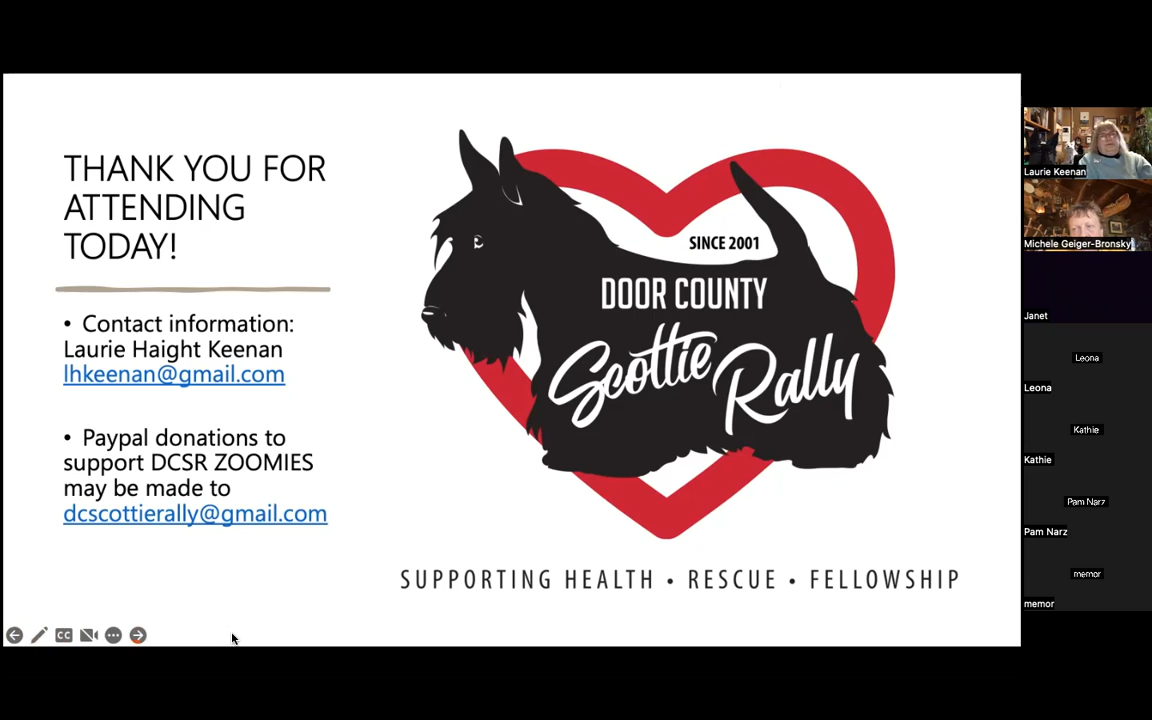 THANK YOU FOR
ATTENDING
TODAY!
• Contact information:
Laurie Haight Keenan
lhkeenan@gmail.com
• Paypal donations to
support DCSR ZOOMIES
may be made to
dcscottierally@gmail.com
SINCE 2001
DOOR COUNTY
Scottie Rally
SUPPORTING HEALTH • RESCUE • FELLOWSHIP
CC
Laurie Keenan
Michele Geiger-Bronsky
Janet
Leona
Leona
Kathie
Kathie
Pam Narz
Pam Narz
memor
memor